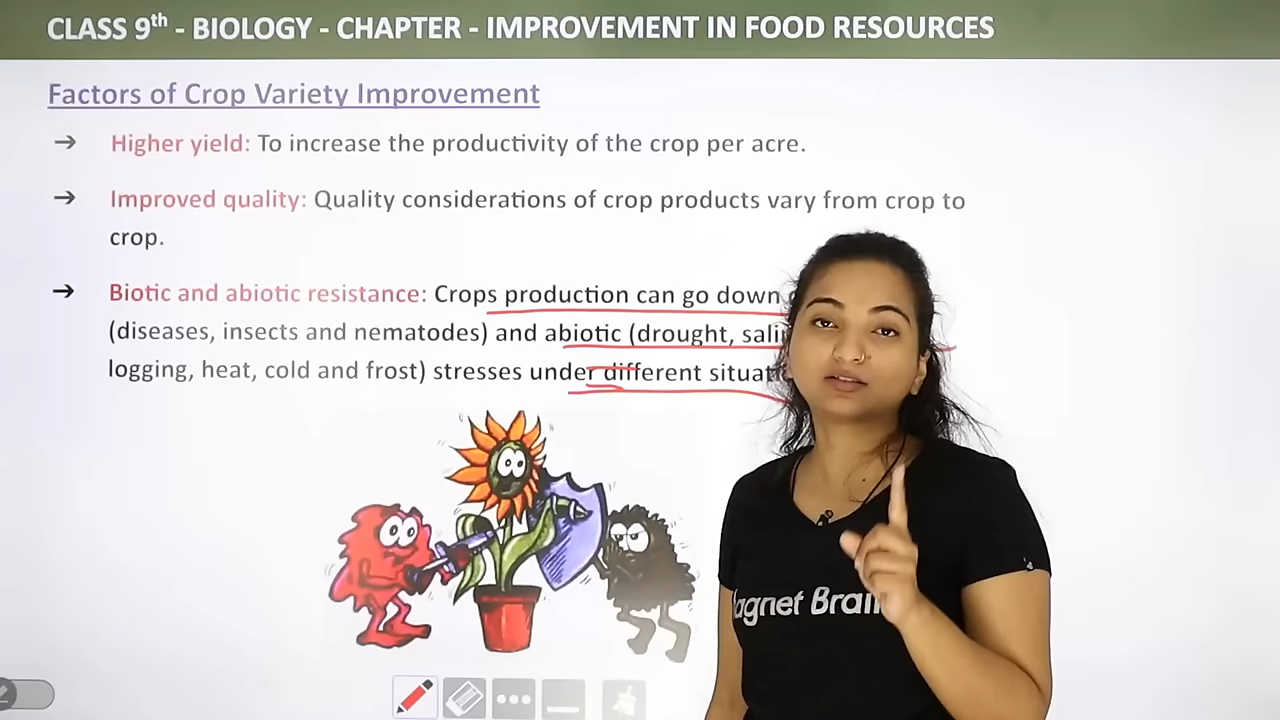 CLASS 9th - BIOLOGY - CHAPTER - IMPROVEMENT IN FOOD RESOURCES
Factors of Crop Variety Improvement
→ Higher yield: To increase the productivity of the crop per acre.
→ Improved quality: Quality considerations of crop products vary from crop to
crop.
→ Biotic and abiotic resistance: Crops production can go down
(diseases, insects and nematodes) and abiotic (drought,
logging, heat, cold and frost) stresses under different
agnet Brai